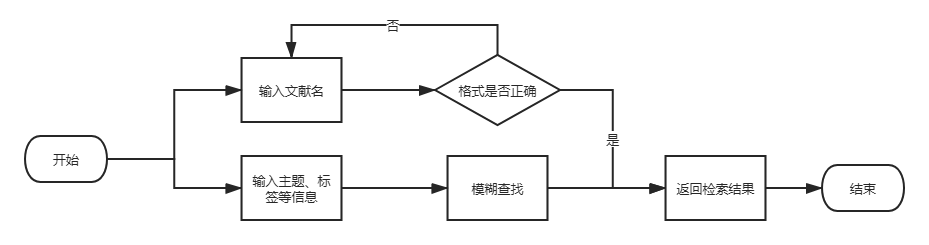 否
输入文献名
格式是否正确
是
开始
输入主题、标
签等信息
模糊查找
返回检索结果
结束